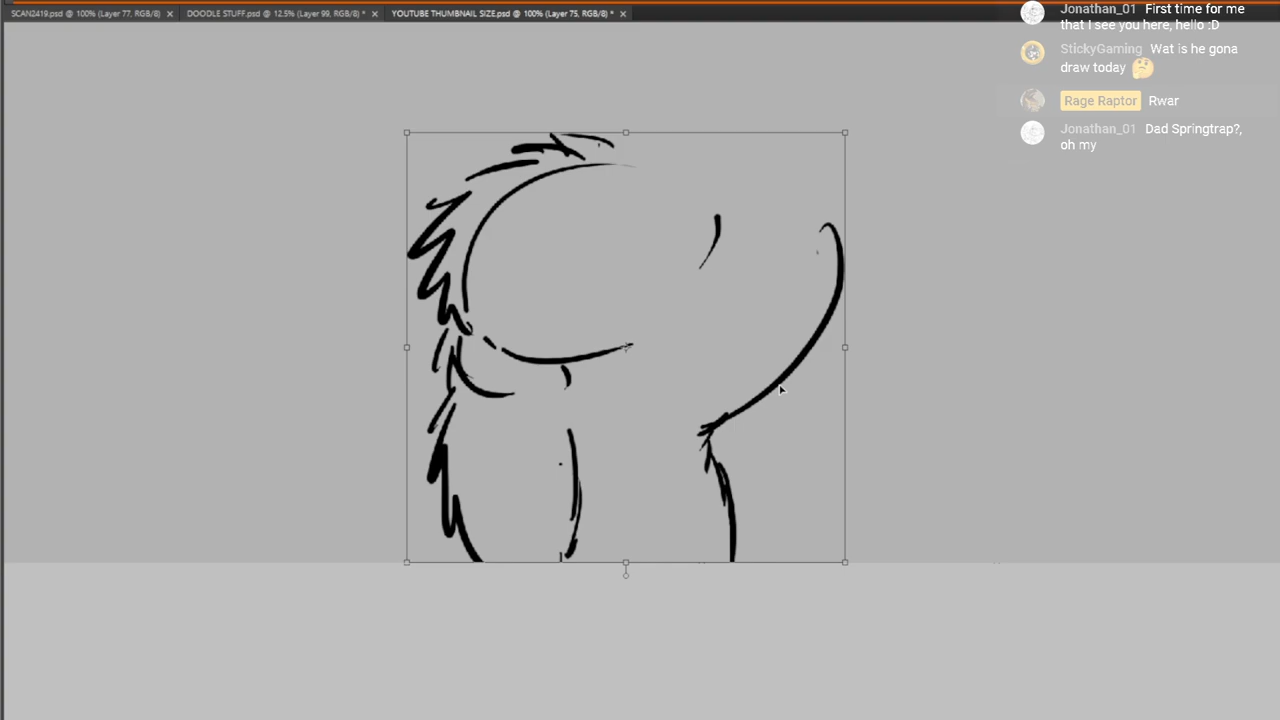 SCAN2419.psd @ 100% (Layer 77, RGB/8) ×
DOODLE STUFF.psd @ 12.5% (Layer 99, RGB/8) * ×
YOUTUBE THUMBNAIL SIZE.psd @ 100% (Layer 75, RGB/8) * ×
Jonathan_01 First time for me
that I see you here, hello :D
StickyGaming Wat is he gona
draw today 🤔
Rage Raptor Rwar
Jonathan_01 Dad Springtrap?,
oh my